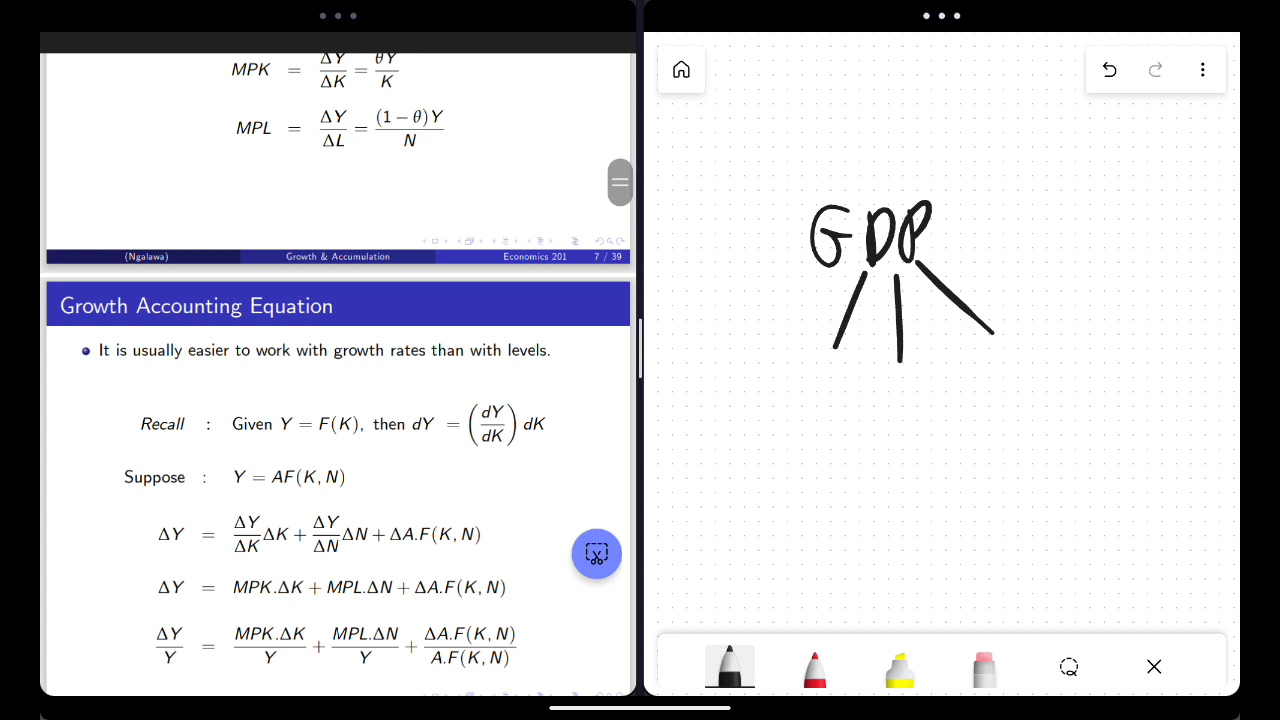 MPK = ΔY/ΔK = θY/K
MPL = ΔY/ΔL = (1 − θ)Y/N
(Ngalawa) Growth & Accumulation Economics 201 7 / 39
Growth Accounting Equation
It is usually easier to work with growth rates than with levels.
Recall : Given Y = F(K), then dY = (dY/dK) dK
Suppose : Y = AF(K, N)
ΔY = ΔY/ΔK ΔK + ΔY/ΔN ΔN + ΔA.F(K, N)
ΔY = MPK.ΔK + MPL.ΔN + ΔA.F(K, N)
ΔY/Y = MPK.ΔK/Y + MPL.ΔN/Y + ΔA.F(K, N)/A.F(K, N)
GDP